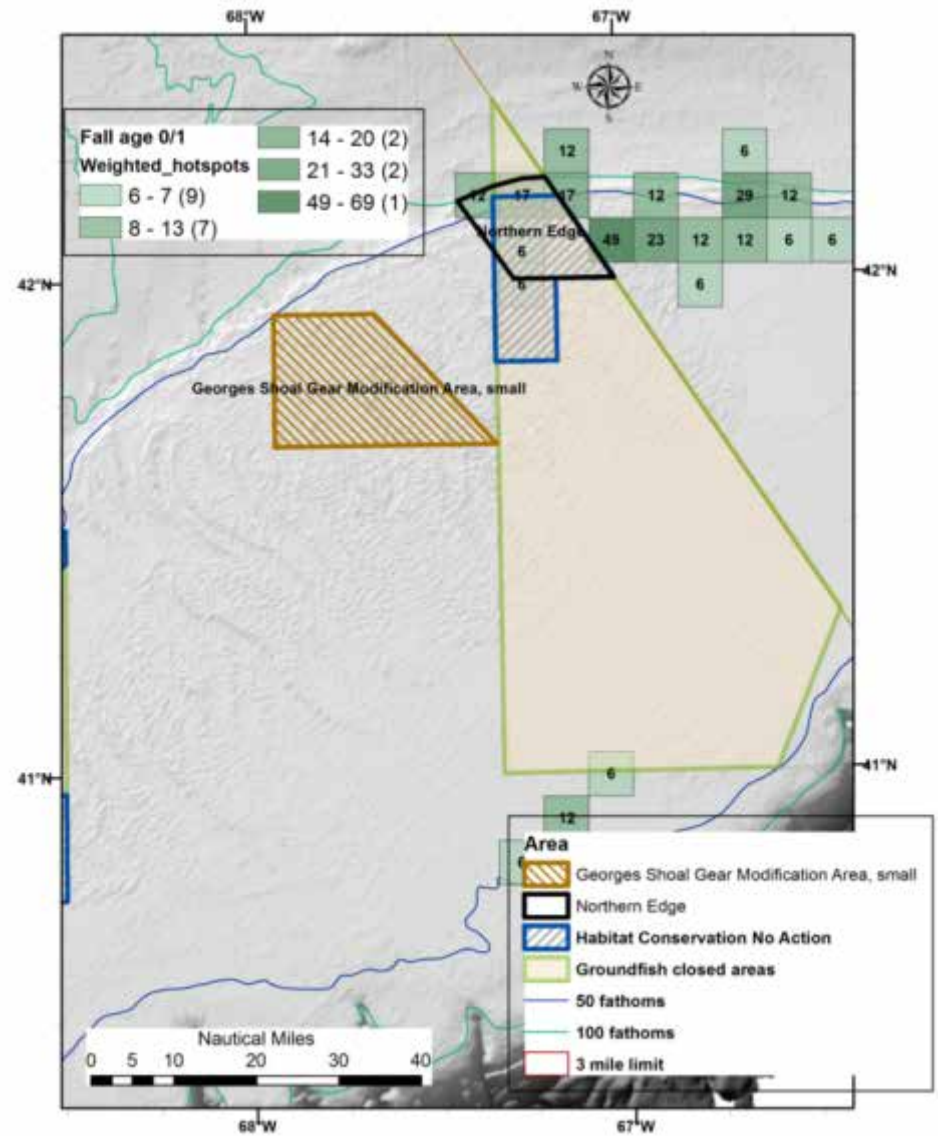 68°W 67°W
N
W E
S
Fall age 0/1
Weighted_hotspots
6 - 7 (9)
8 - 13 (7)
14 - 20 (2)
21 - 33 (2)
49 - 69 (1)
12 6
12 17 17 12 29 12
Northern Edge
6 49 23 12 12 6 6
42°N 6 6 42°N
Georges Shoal Gear Modification Area, small
41°N 6 41°N
12
6
Area
Georges Shoal Gear Modification Area, small
Northern Edge
Habitat Conservation No Action
Groundfish closed areas
50 fathoms
100 fathoms
3 mile limit
Nautical Miles
0 5 10 20 30 40
68°W 67°W